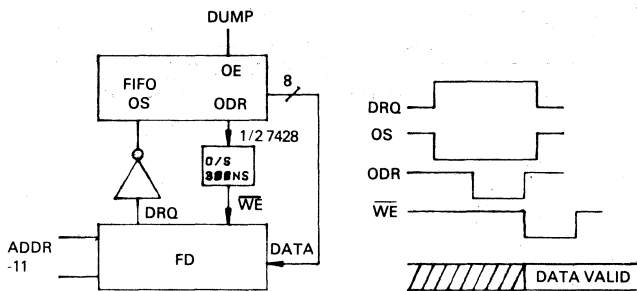 DUMP
OE
8
FIFO
OS
ODR
1/2 7428
O/S
300NS
DRQ
WE
ADDR
-11
FD
DATA
DRQ
OS
ODR
WE
DATA VALID